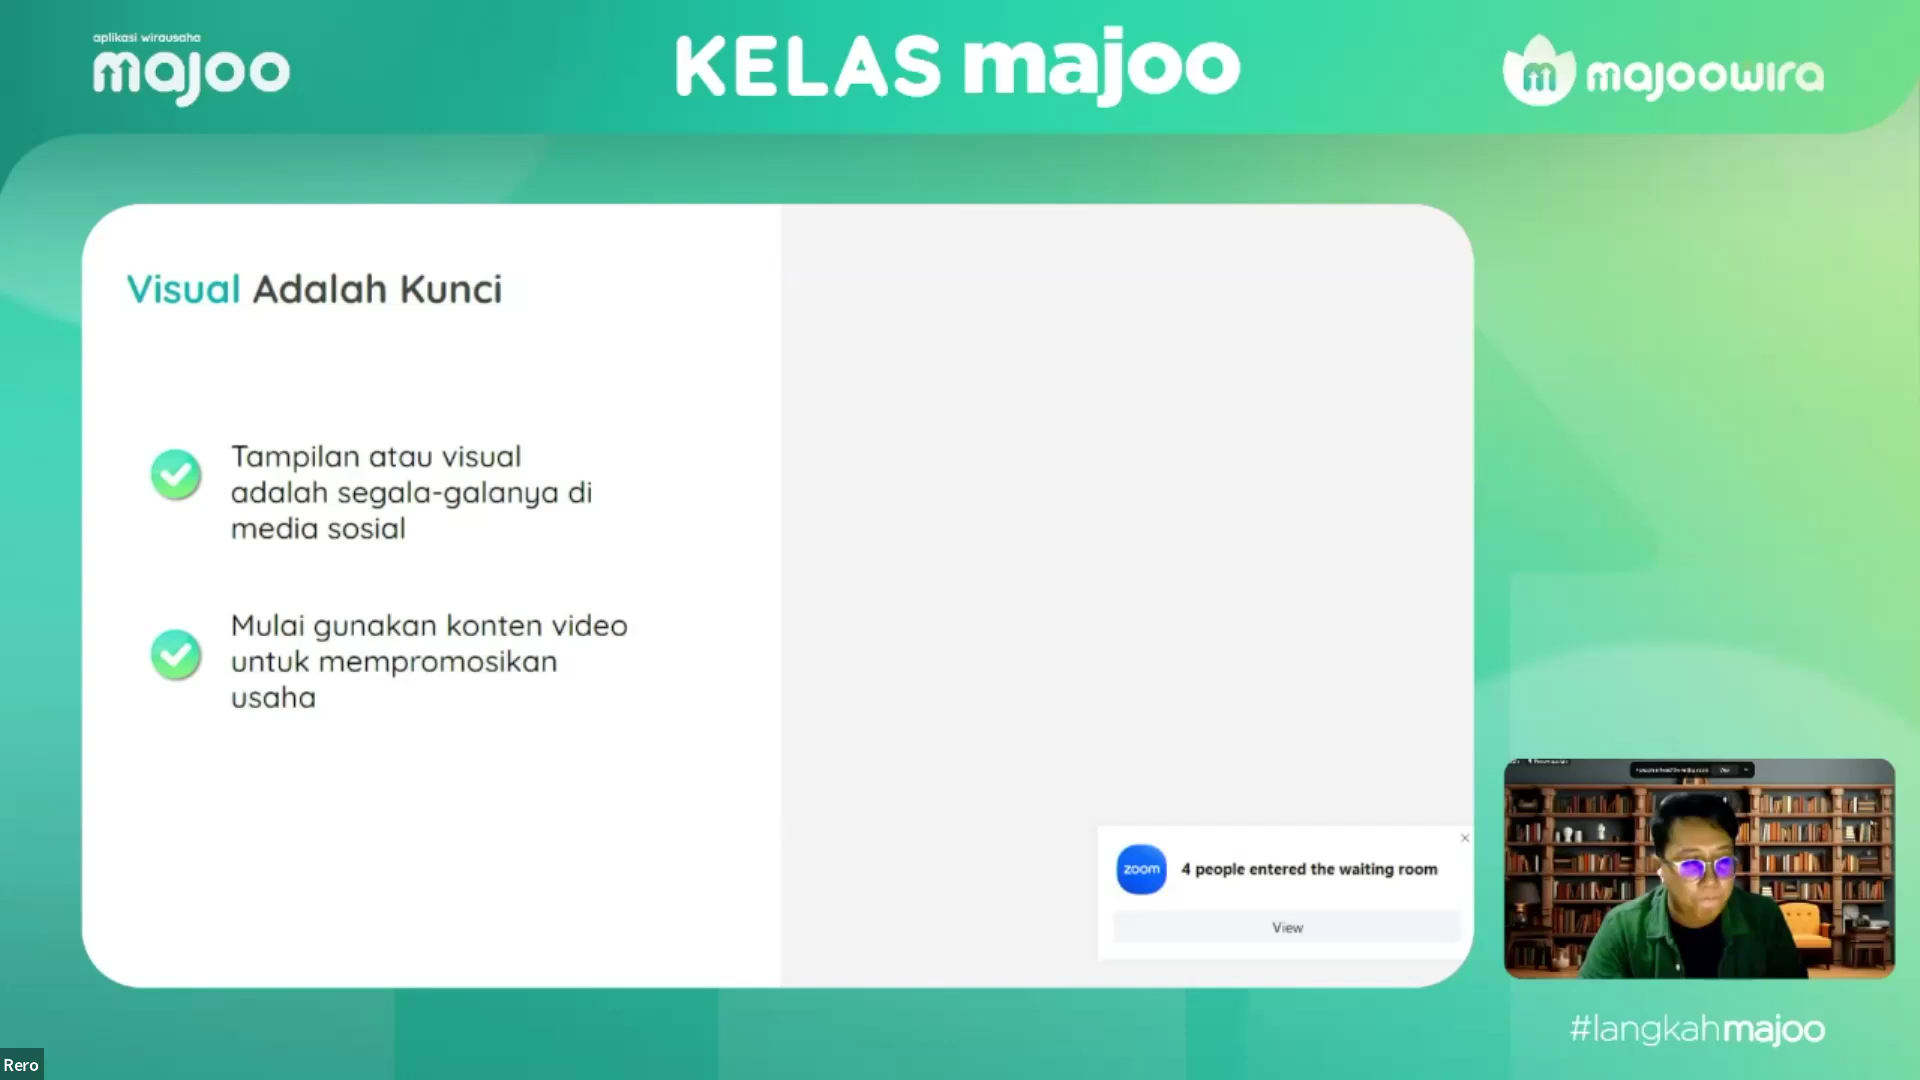 aplikasi wirausaha
majoo
KELAS majoo
majoowira
Visual Adalah Kunci
Tampilan atau visual
adalah segala-galanya di
media sosial
Mulai gunakan konten video
untuk mempromosikan
usaha
zoom
4 people entered the waiting room
View
#langkahmajoo
Rero